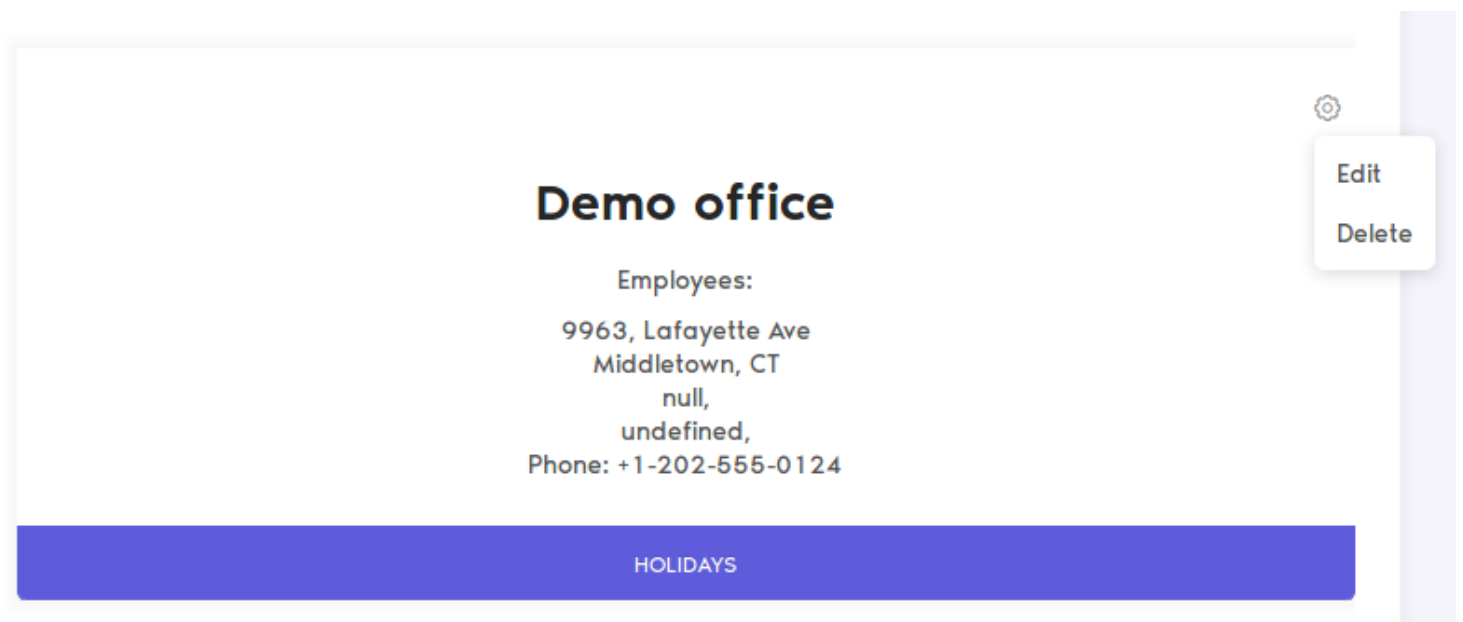 Edit
Delete
Demo office
Employees:
9963, Lafayette Ave
Middletown, CT
null,
undefined,
Phone: +1-202-555-0124
HOLIDAYS